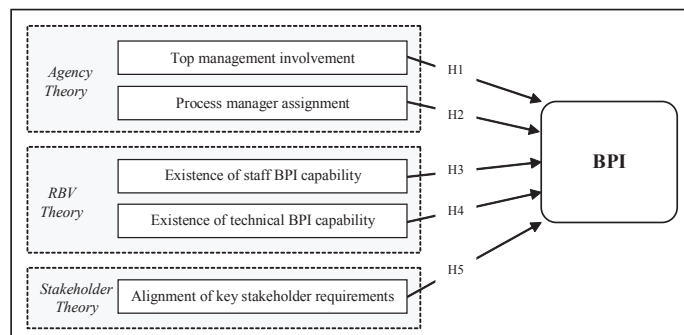 Agency
Theory
Top management involvement
Process manager assignment
H1
H2
RBV
Theory
Existence of staff BPI capability
Existence of technical BPI capability
H3
H4
Stakeholder
Theory
Alignment of key stakeholder requirements
H5
BPI